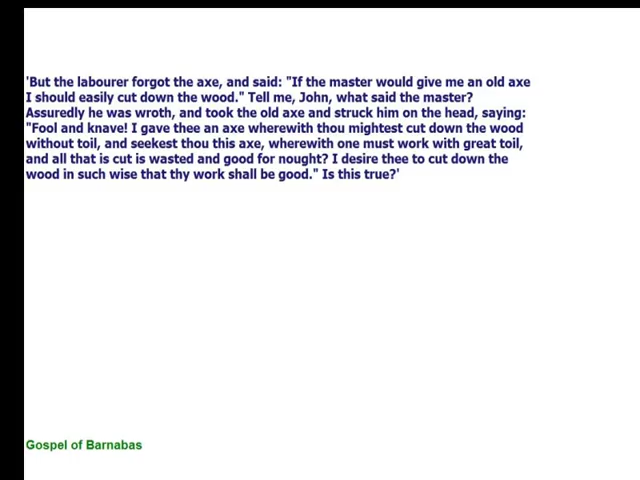 'But the labourer forgot the axe, and said: "If the master would give me an old axe
I should easily cut down the wood." Tell me, John, what said the master?
Assuredly he was wroth, and took the old axe and struck him on the head, saying:
"Fool and knave! I gave thee an axe wherewith thou mightest cut down the wood
without toil, and seekest thou this axe, wherewith one must work with great toil,
and all that is cut is wasted and good for nought? I desire thee to cut down the
wood in such wise that thy work shall be good." Is this true?'
Gospel of Barnabas